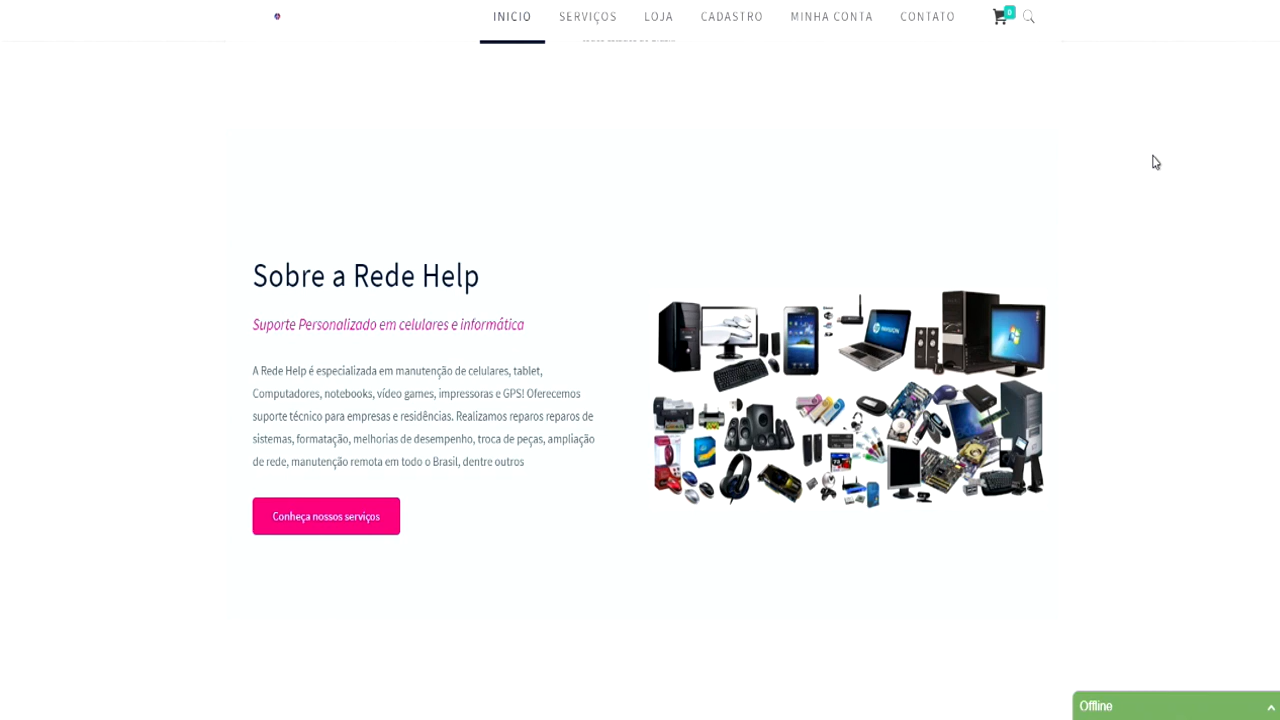 INICIO SERVIÇOS LOJA CADASTRO MINHA CONTA CONTATO 0
Sobre a Rede Help
Suporte Personalizado em celulares e informática
A Rede Help é especializada em manutenção de celulares, tablet,
Computadores, notebooks, vídeo games, impressoras e GPS! Oferecemos
suporte técnico para empresas e residências. Realizamos reparos reparos de
sistemas, formatação, melhorias de desempenho, troca de peças, ampliação
de rede, manutenção remota em todo o Brasil, dentre outros
Conheça nossos serviços
Offline